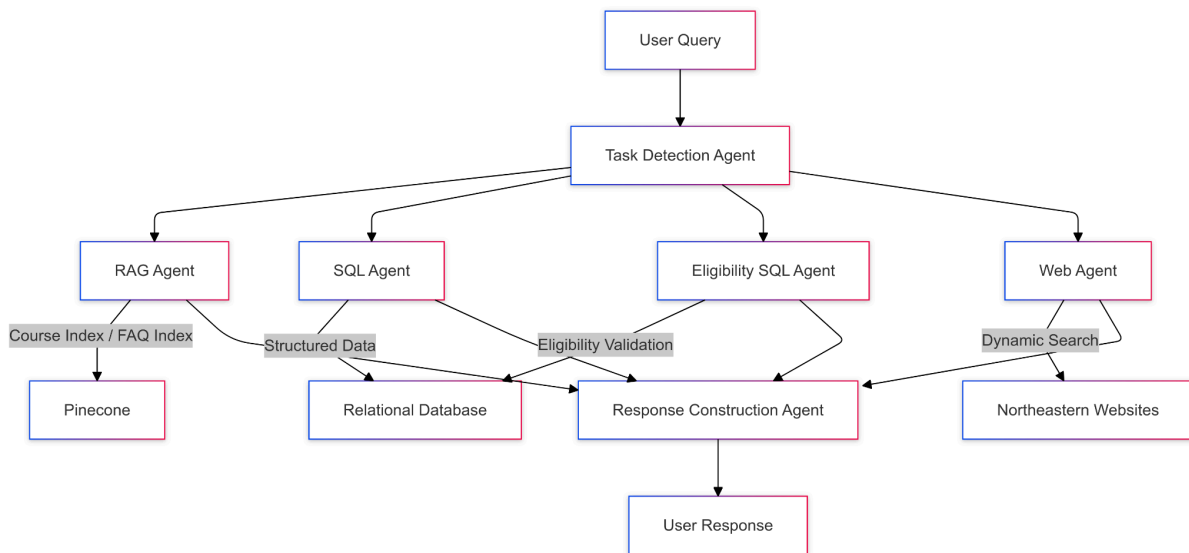 User Query
Task Detection Agent
RAG Agent
SQL Agent
Eligibility SQL Agent
Web Agent
Course Index / FAQ Index
Structured Data
Eligibility Validation
Dynamic Search
Pinecone
Relational Database
Response Construction Agent
Northeastern Websites
User Response